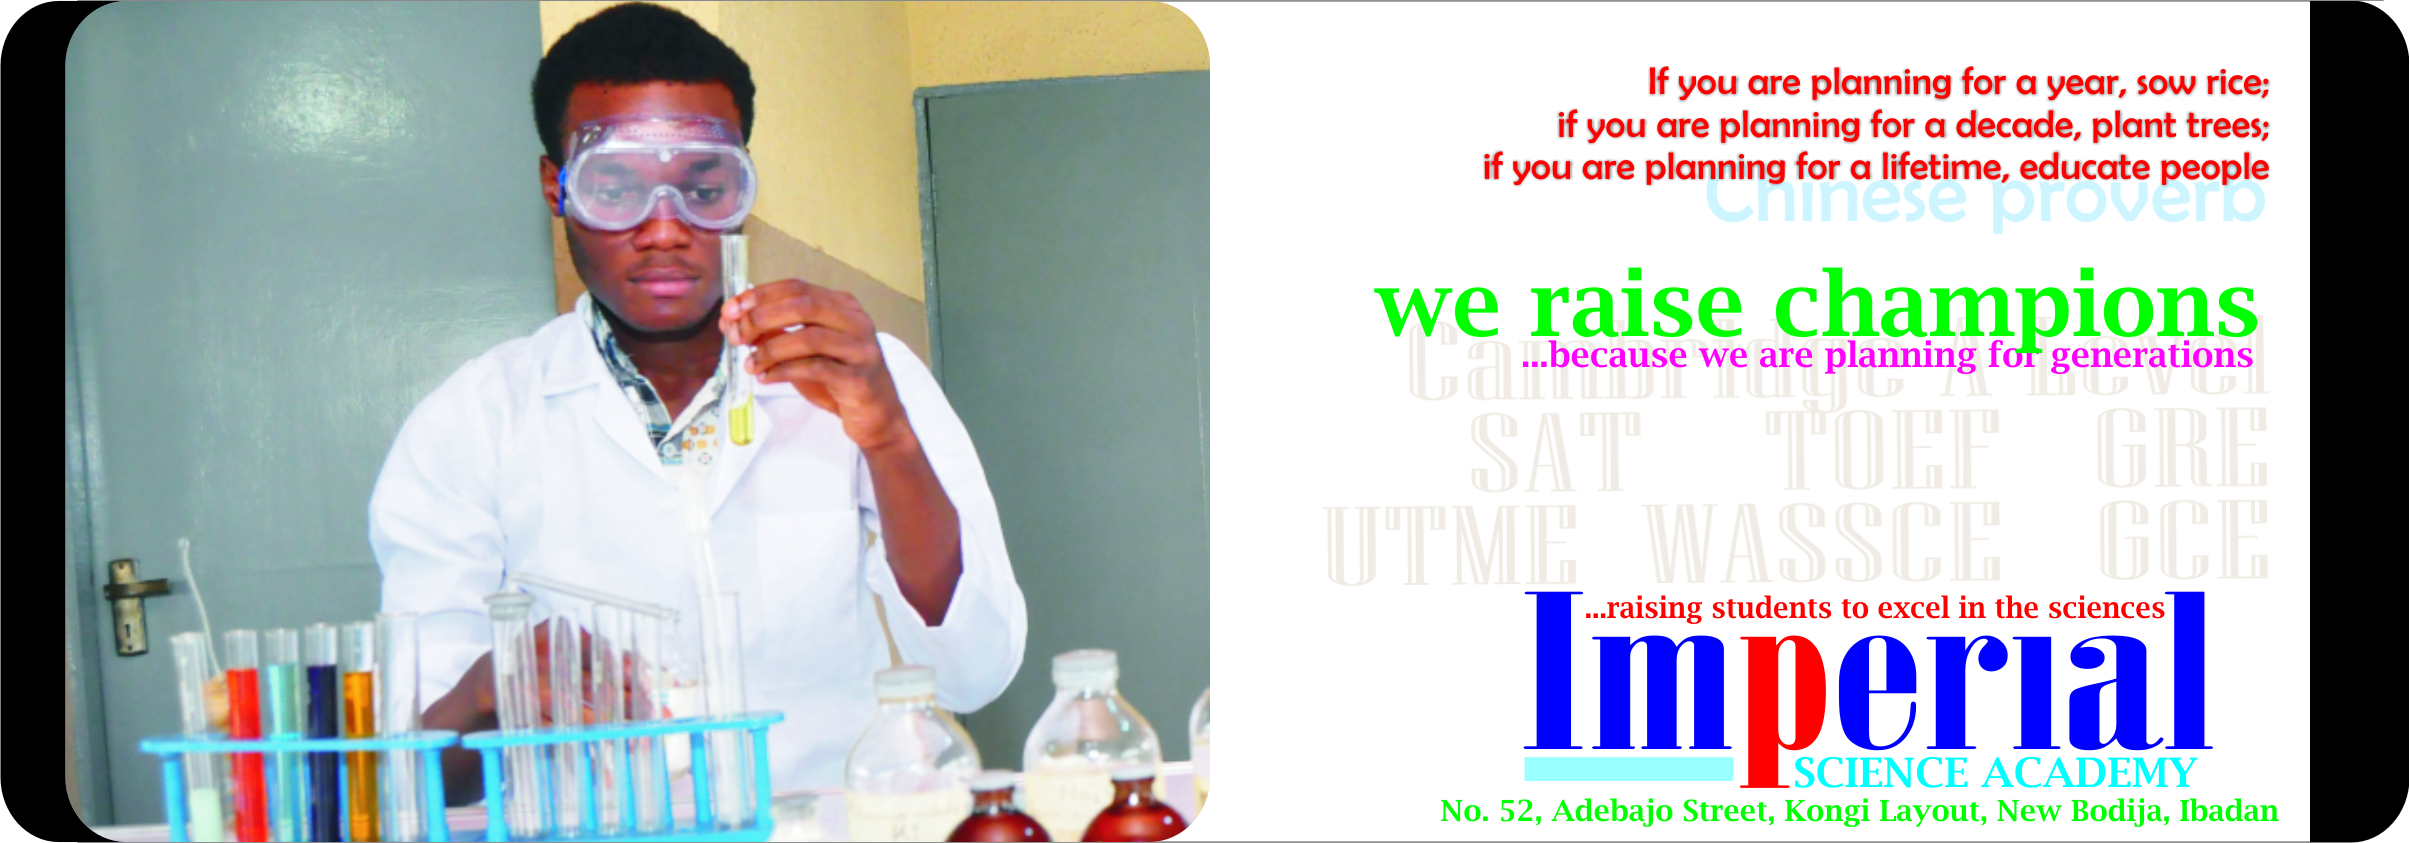 If you are planning for a year, sow rice;
if you are planning for a decade, plant trees;
if you are planning for a lifetime, educate people
Chinese proverb
we raise champions
...because we are planning for generations
Cambridge A Level
SAT TOEF GRE
UTME WASSCE GCE
...raising students to excel in the sciences
Imperial
SCIENCE ACADEMY
No. 52, Adebajo Street, Kongi Layout, New Bodija, Ibadan